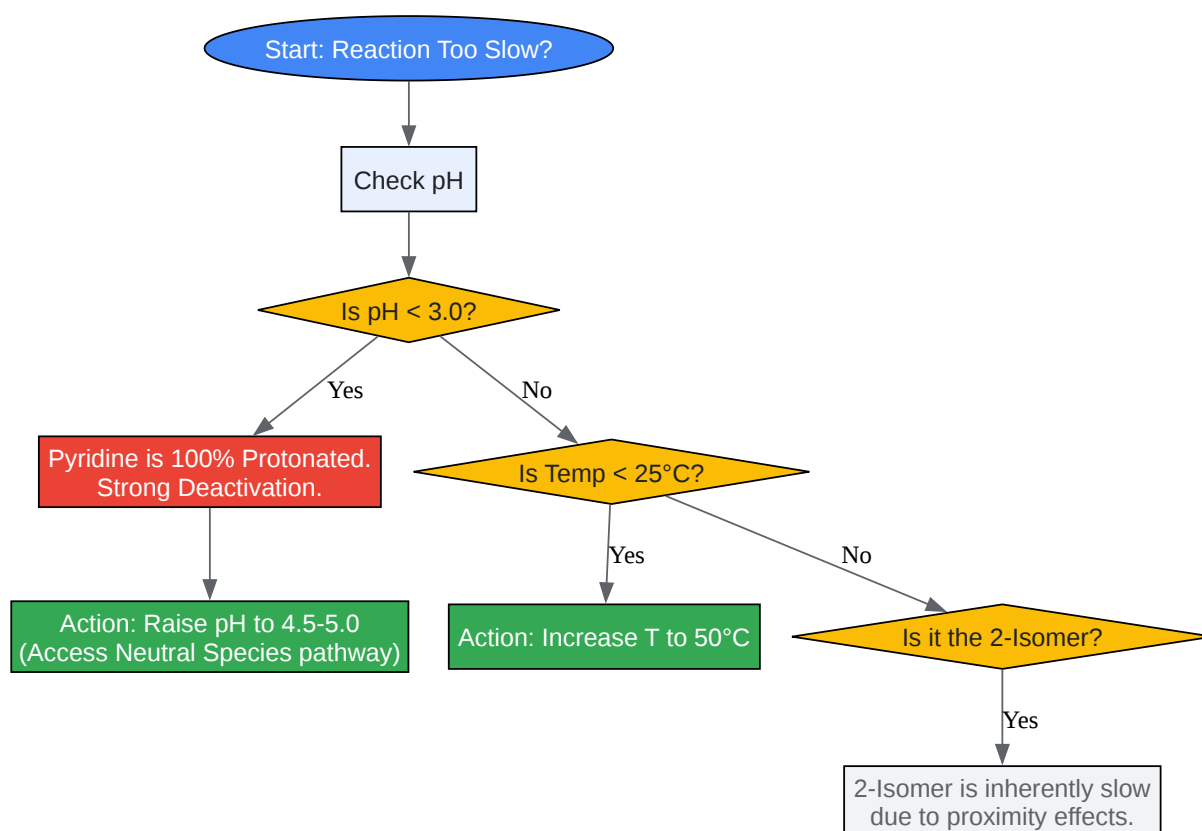 Start: Reaction Too Slow?
Check pH
Is pH < 3.0?
Yes
No
Pyridine is 100% Protonated.
Strong Deactivation.
Is Temp < 25°C?
Yes
No
Action: Raise pH to 4.5-5.0
(Access Neutral Species pathway)
Action: Increase T to 50°C
Is it the 2-Isomer?
Yes
2-Isomer is inherently slow
due to proximity effects.